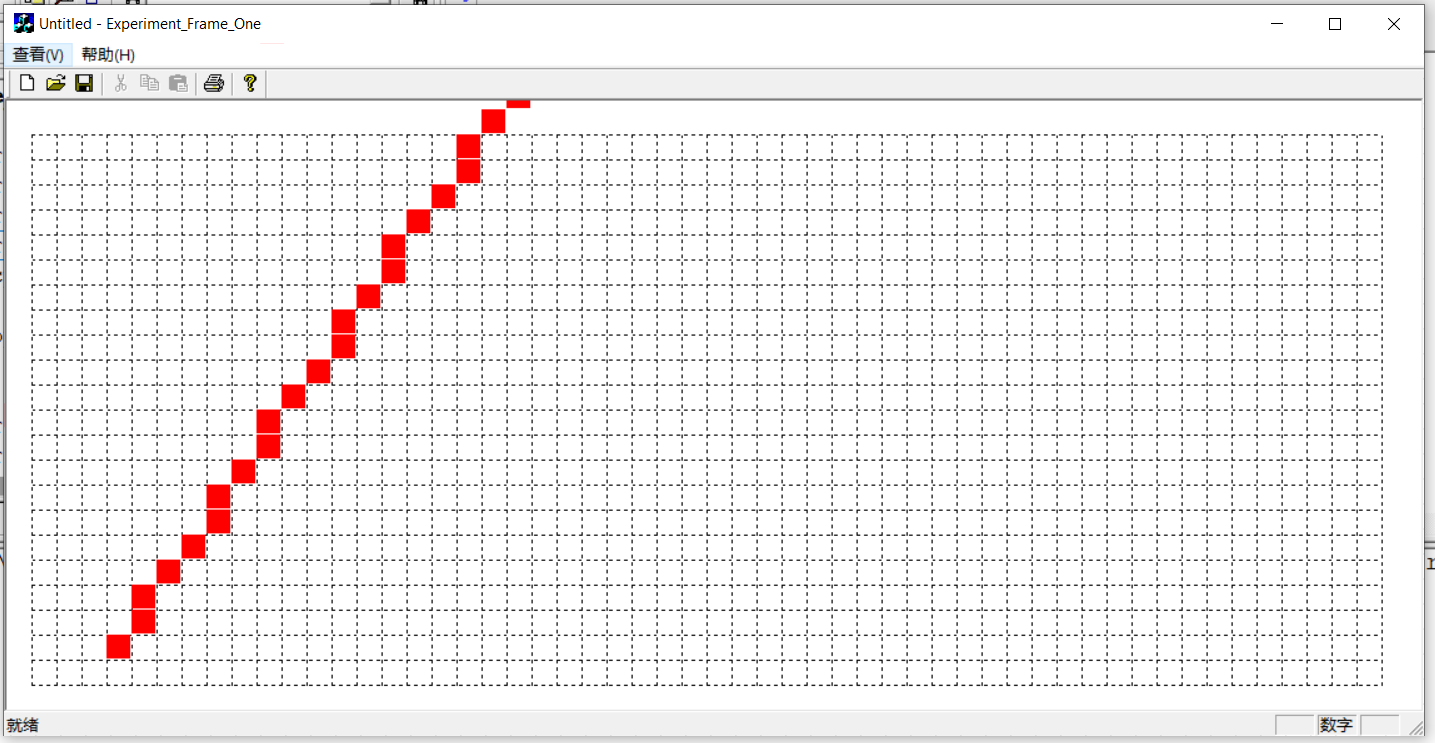 Untitled - Experiment_Frame_One
查看(V) 帮助(H)
就绪
数字